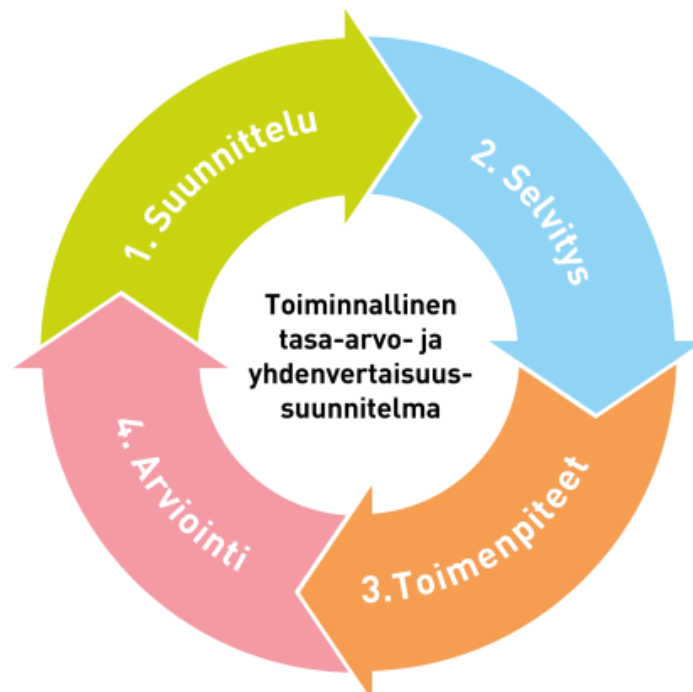 1. Suunnittelu
2. Selvitys
3.Toimenpiteet
4. Arviointi
Toiminnallinen
tasa-arvo- ja
yhdenvertaisuus-
suunnitelma